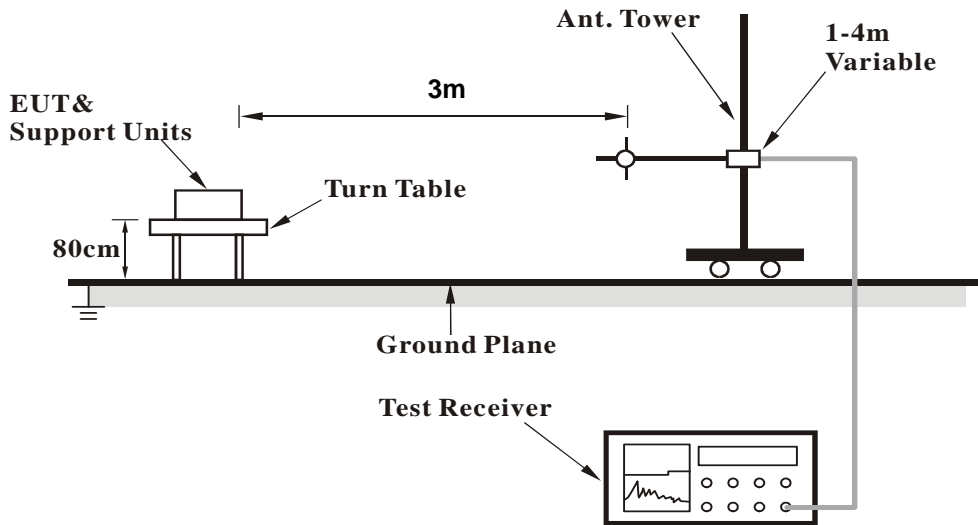 Ant. Tower
1-4m
Variable
3m
EUT&
Support Units
Turn Table
80cm
Ground Plane
Test Receiver